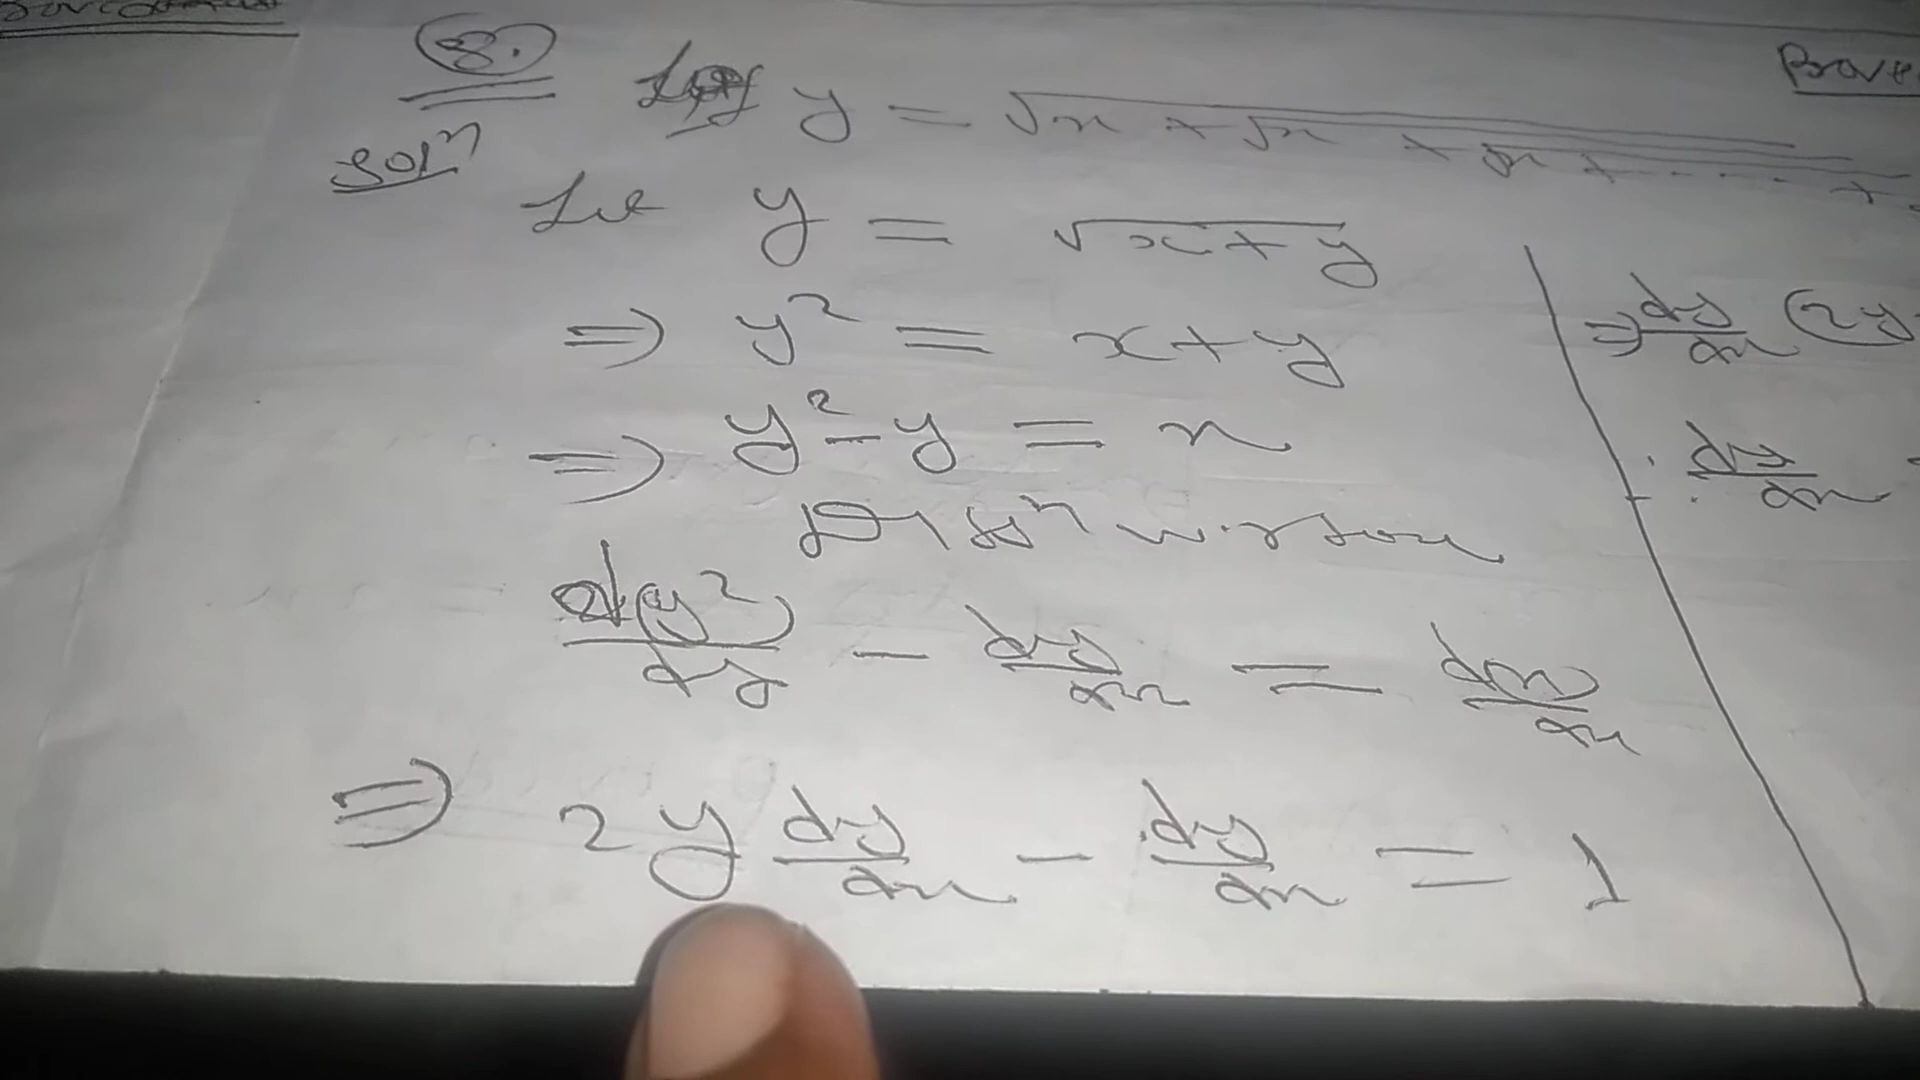 8. y = √x + √x + √x + ..... +
Prove
Solⁿ
Let y = √x+y
⇒ y² = x+y
⇒ y² - y = x
Diffⁿ w.r.to x
d(y²)/dy - dy/dx = d(x)/dx
⇒ 2y dy/dx - dy/dx = 1
⇒ dy/dx (2y
∴ dy/dx